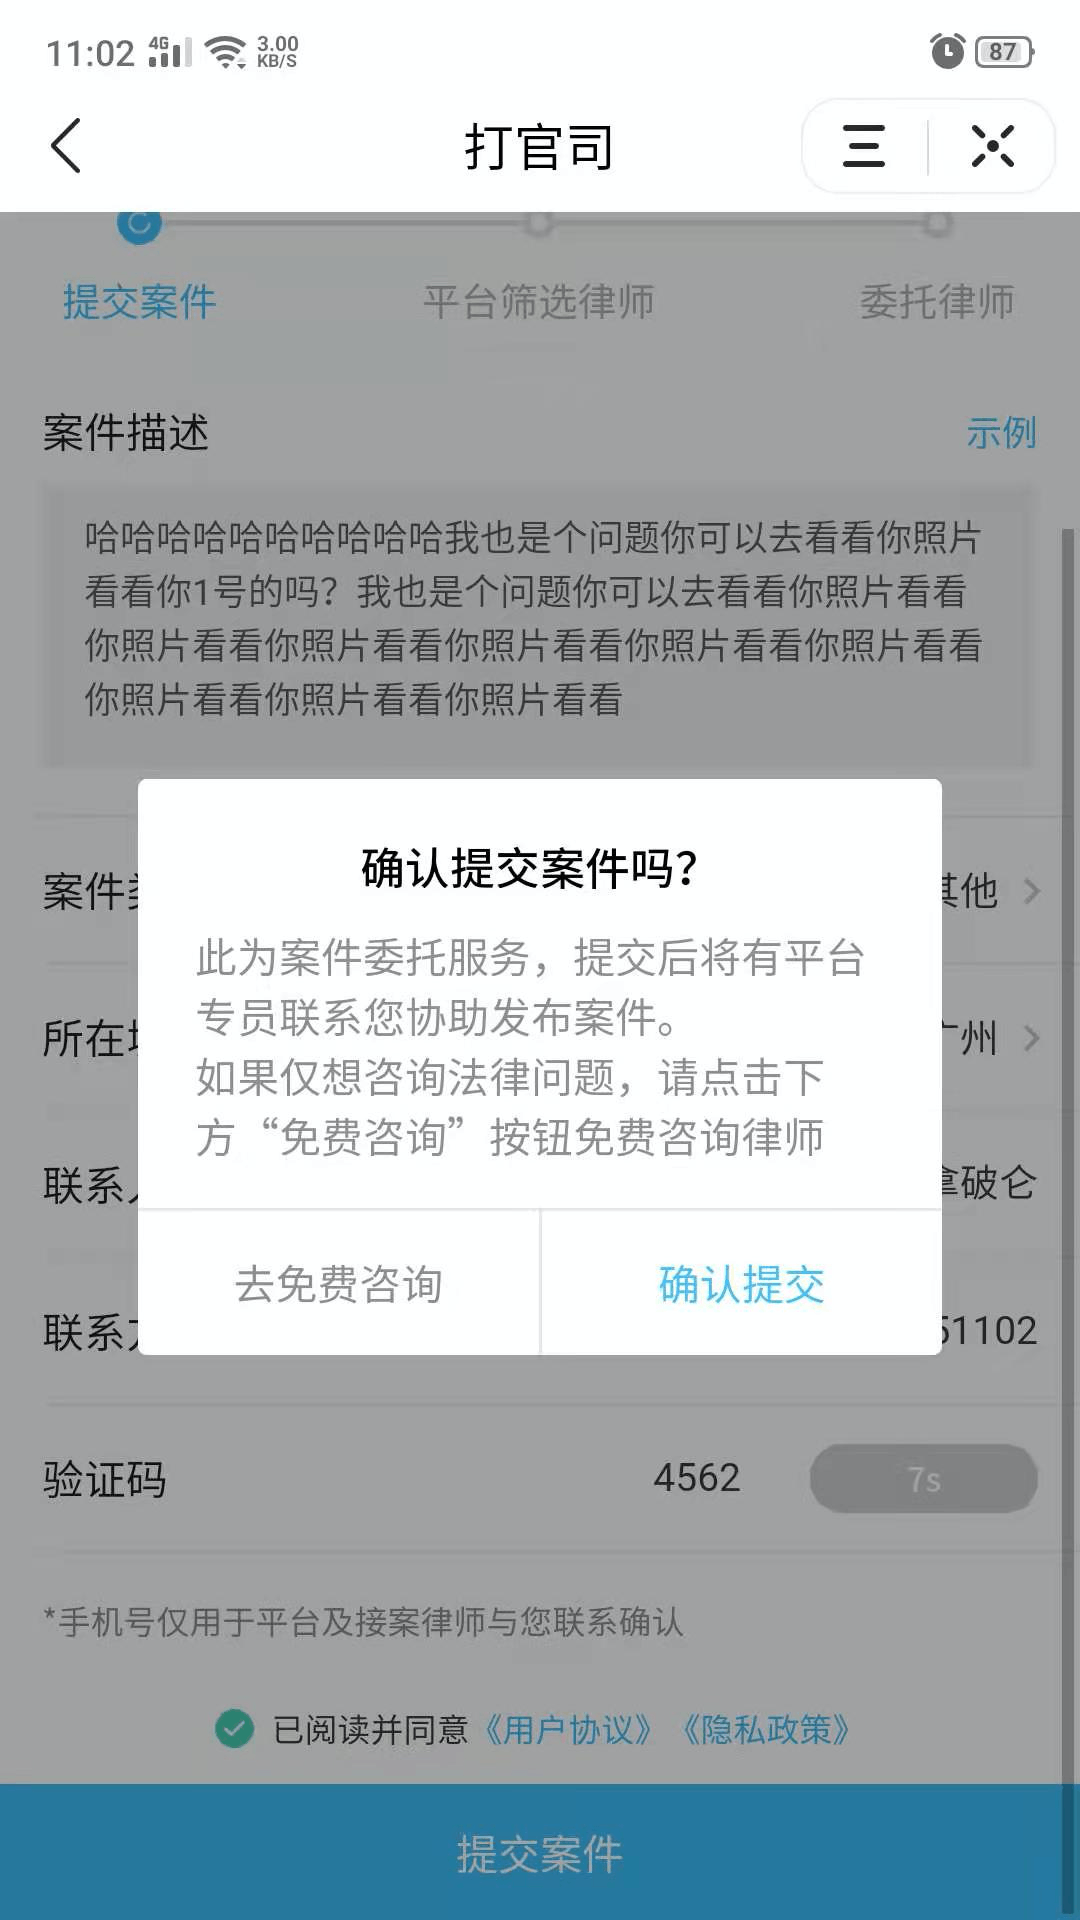 11:02 4G 3.00 KB/S 87
打官司
提交案件 平台筛选律师 委托律师
案件描述 示例
哈哈哈哈哈哈哈哈哈哈我也是个问题你可以去看看你照片
看看你1号的吗？我也是个问题你可以去看看你照片看看
你照片看看你照片看看你照片看看你照片看看你照片看看
你照片看看你照片看看你照片看看
确认提交案件吗？
此为案件委托服务，提交后将有平台
专员联系您协助发布案件。
如果仅想咨询法律问题，请点击下
方“免费咨询”按钮免费咨询律师
去免费咨询 确认提交
案件 其他
所在 广州
联系 拿破仑
联系 51102
验证码 4562 7s
*手机号仅用于平台及接案律师与您联系确认
已阅读并同意《用户协议》《隐私政策》
提交案件